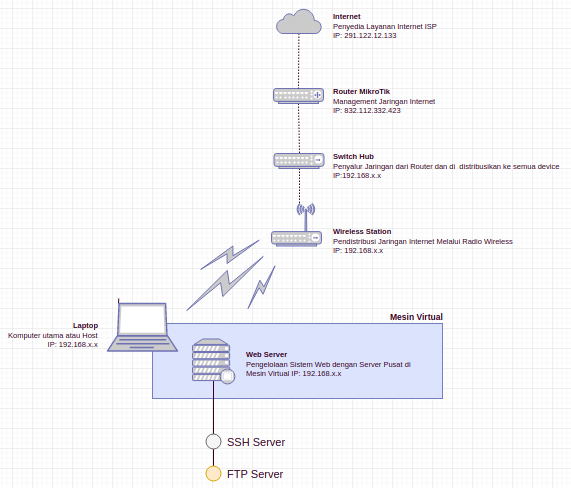 Internet
Penyedia Layanan Internet ISP
IP: 291.122.12.133
Router MikroTik
Management Jaringan Internet
IP: 832.112.332.423
Switch Hub
Penyalur Jaringan dari Router dan di distribusikan ke semua device
IP:192.168.x.x
Wireless Station
Pendistribusi Jaringan Internet Melalui Radio Wireless
IP: 192.168.x.x
Mesin Virtual
Laptop
Komputer utama atau Host
IP: 192.168.x.x
Web Server
Pengelolaan Sistem Web dengan Server Pusat di
Mesin Virtual IP: 192.168.x.x
SSH Server
FTP Server